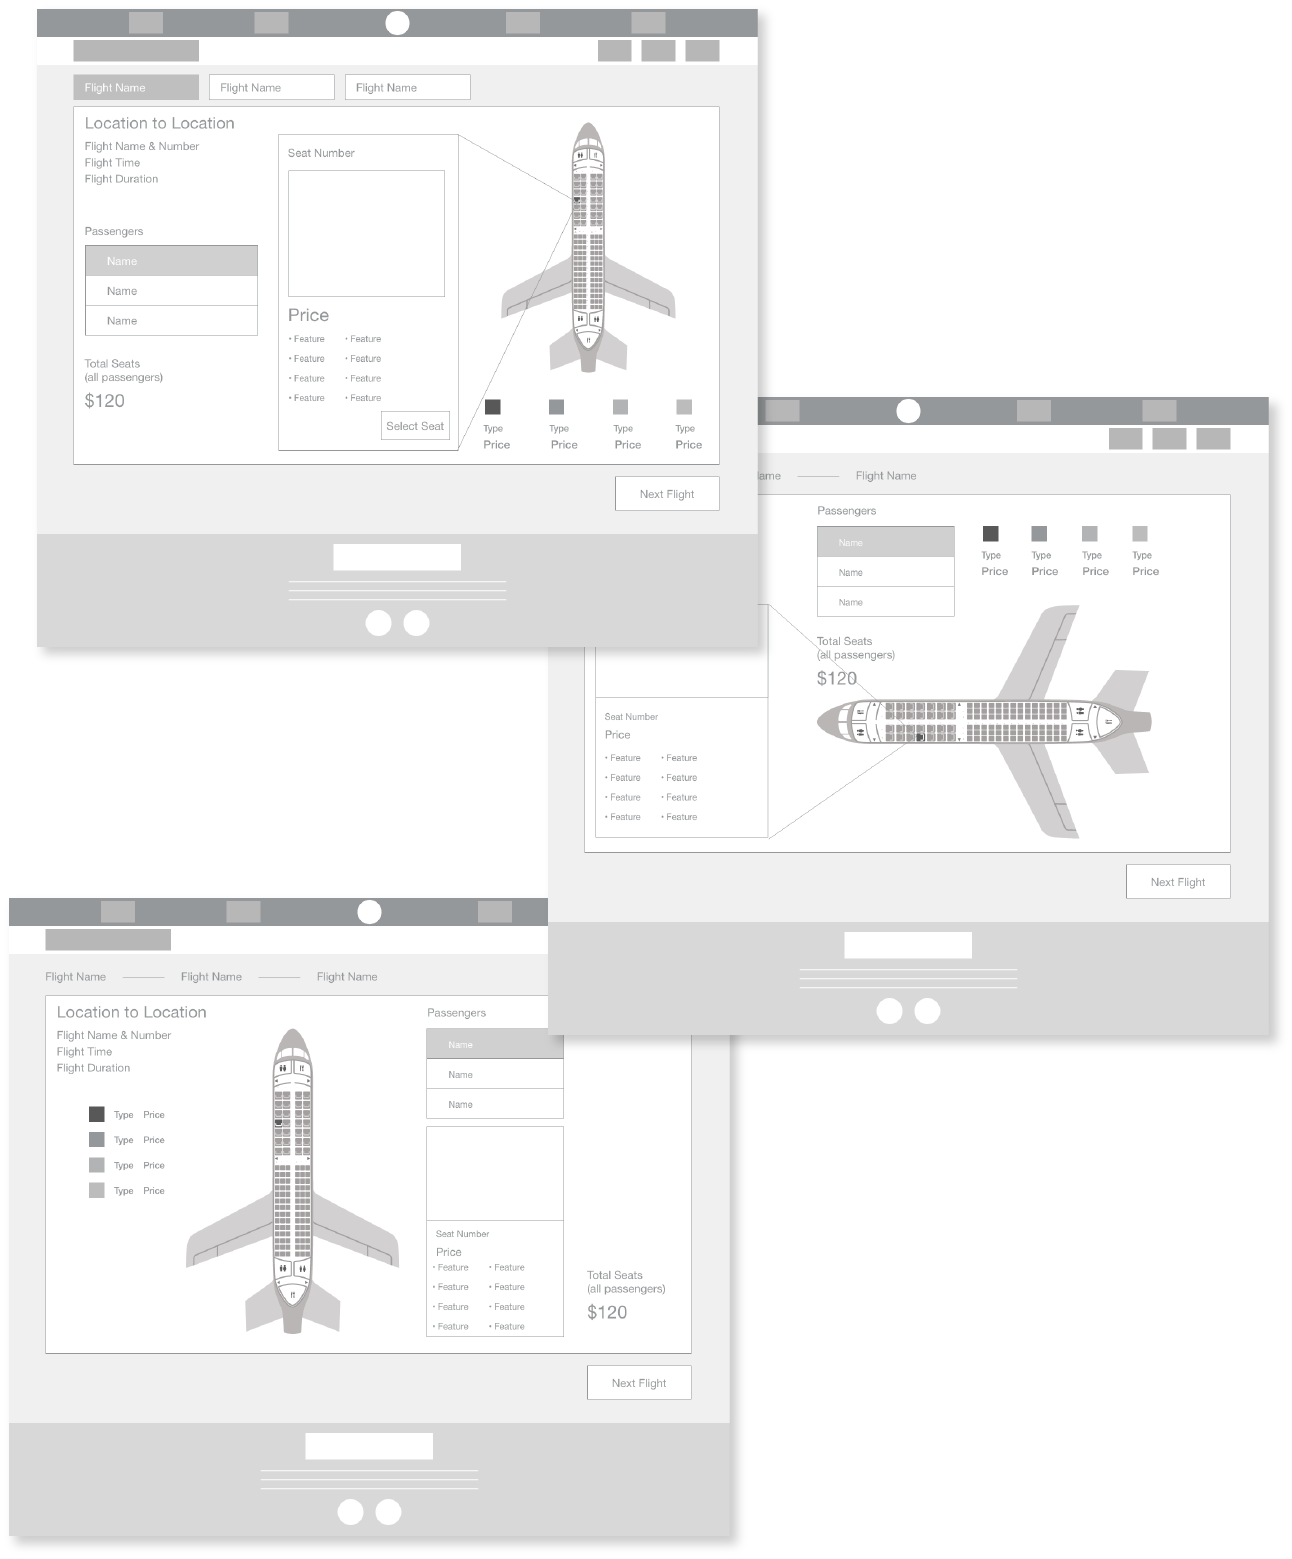 Flight Name
Flight Name
Flight Name
Location to Location
Flight Name & Number
Flight Time
Flight Duration
Passengers
Name
Name
Name
Total Seats
(all passengers)
$120
Seat Number
Price
• Feature • Feature
• Feature • Feature
• Feature • Feature
• Feature • Feature
Select Seat
Type Type Type Type
Price Price Price Price
Next Flight
ame Flight Name
Passengers
Name
Name
Name
Type Type Type Type
Price Price Price Price
Total Seats
(all passengers)
$120
Seat Number
Price
• Feature • Feature
• Feature • Feature
• Feature • Feature
• Feature • Feature
Next Flight
Flight Name Flight Name Flight Name
Location to Location
Flight Name & Number
Flight Time
Flight Duration
Type Price
Type Price
Type Price
Type Price
Passengers
Name
Name
Name
Seat Number
Price
• Feature • Feature
• Feature • Feature
• Feature • Feature
• Feature • Feature
Total Seats
(all passengers)
$120
Next Flight